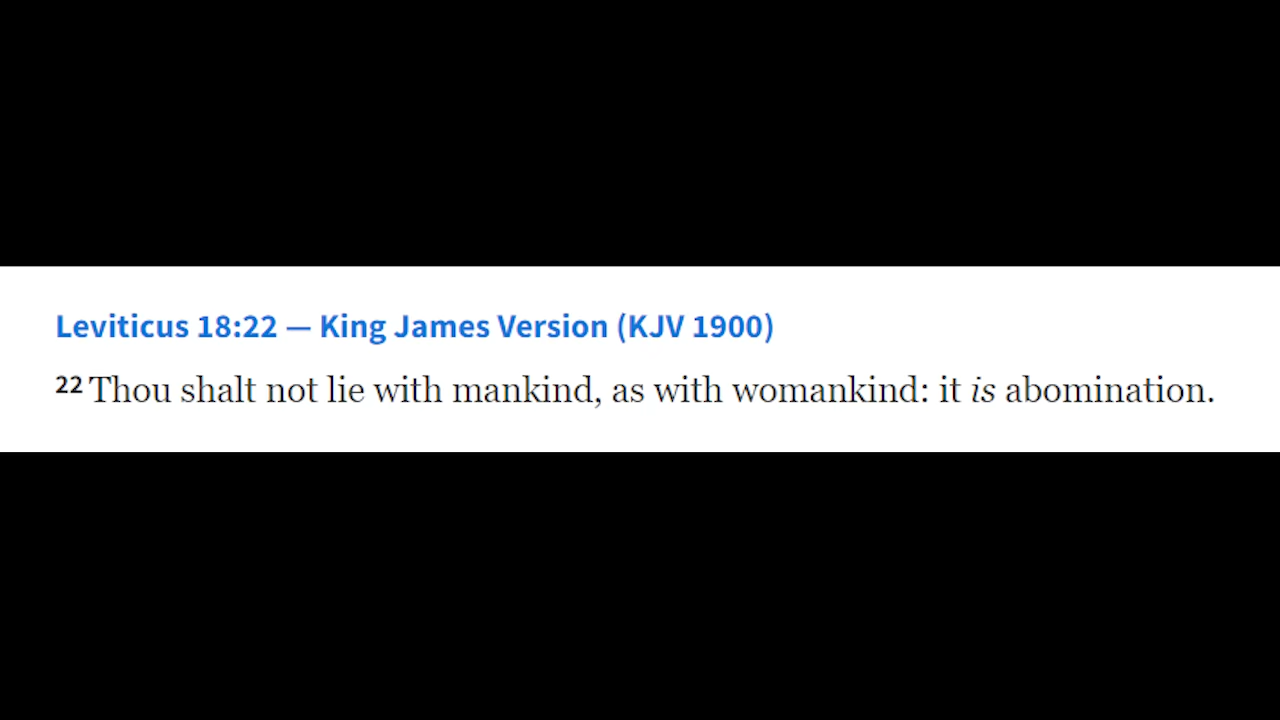 Leviticus 18:22 — King James Version (KJV 1900)
22 Thou shalt not lie with mankind, as with womankind: it is abomination.